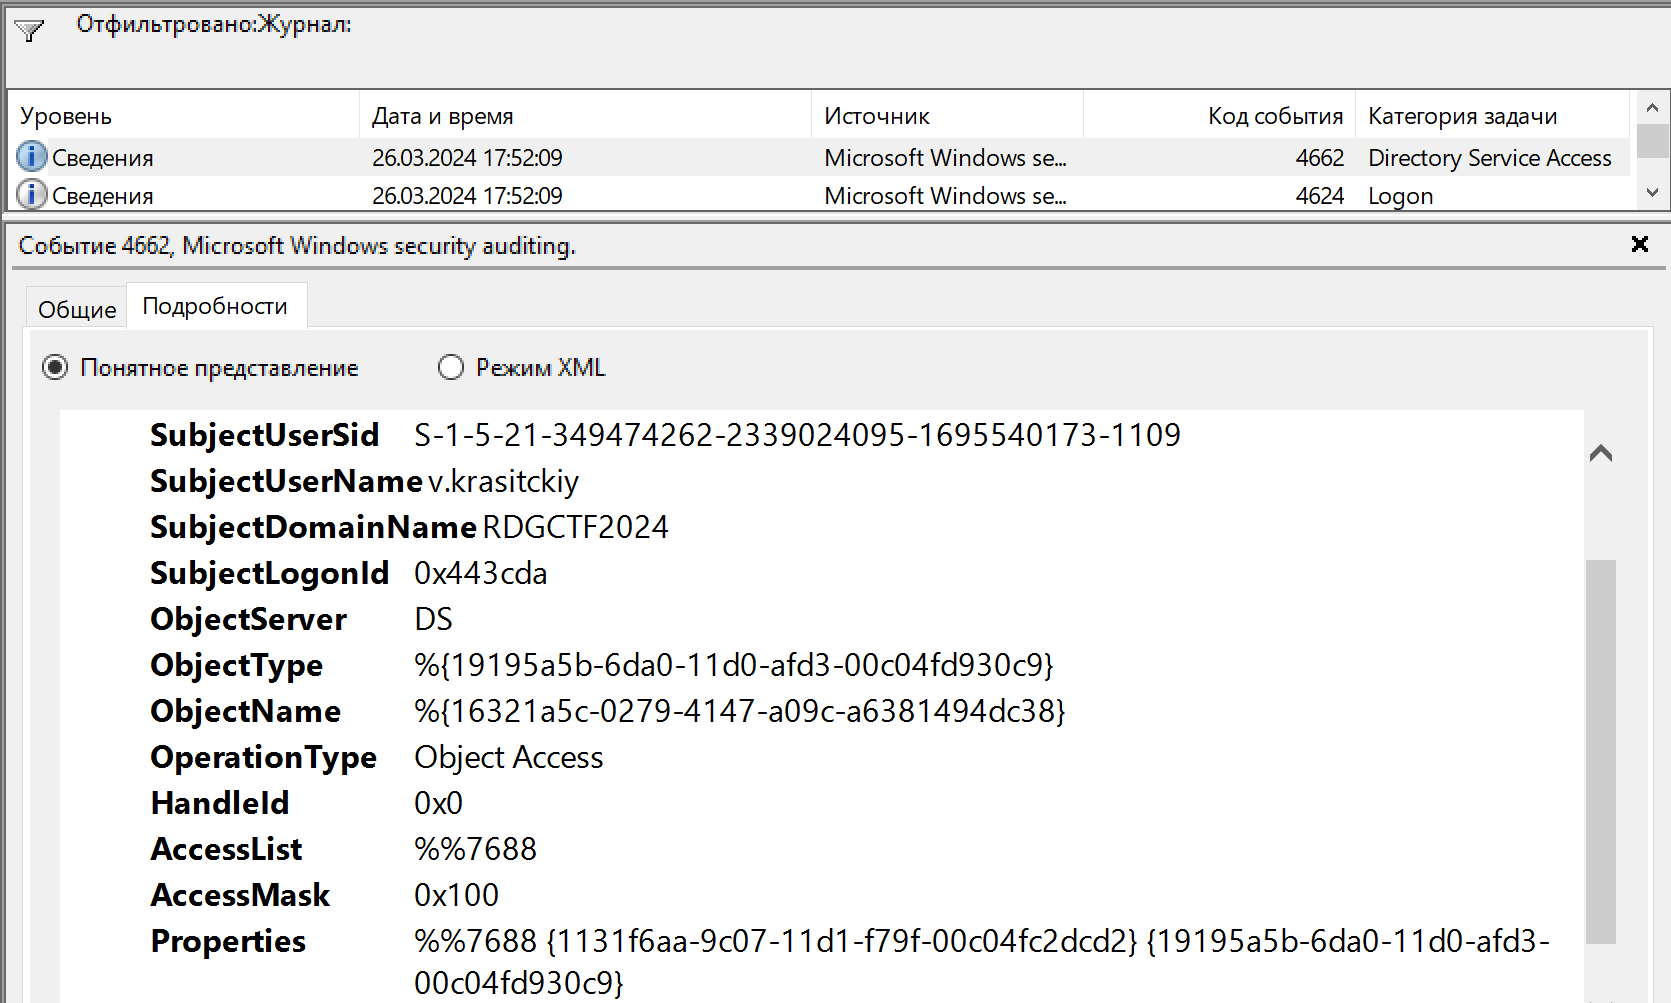 Отфильтровано:Журнал:
Уровень Дата и время Источник Код события Категория задачи
Сведения 26.03.2024 17:52:09 Microsoft Windows se... 4662 Directory Service Access
Сведения 26.03.2024 17:52:09 Microsoft Windows se... 4624 Logon
Событие 4662, Microsoft Windows security auditing.
Общие Подробности
Понятное представление Режим XML
SubjectUserSid S-1-5-21-349474262-2339024095-1695540173-1109
SubjectUserName v.krasitckiy
SubjectDomainName RDGCTF2024
SubjectLogonId 0x443cda
ObjectServer DS
ObjectType %{19195a5b-6da0-11d0-afd3-00c04fd930c9}
ObjectName %{16321a5c-0279-4147-a09c-a6381494dc38}
OperationType Object Access
HandleId 0x0
AccessList %%7688
AccessMask 0x100
Properties %%7688 {1131f6aa-9c07-11d1-f79f-00c04fc2dcd2} {19195a5b-6da0-11d0-afd3-
00c04fd930c9}